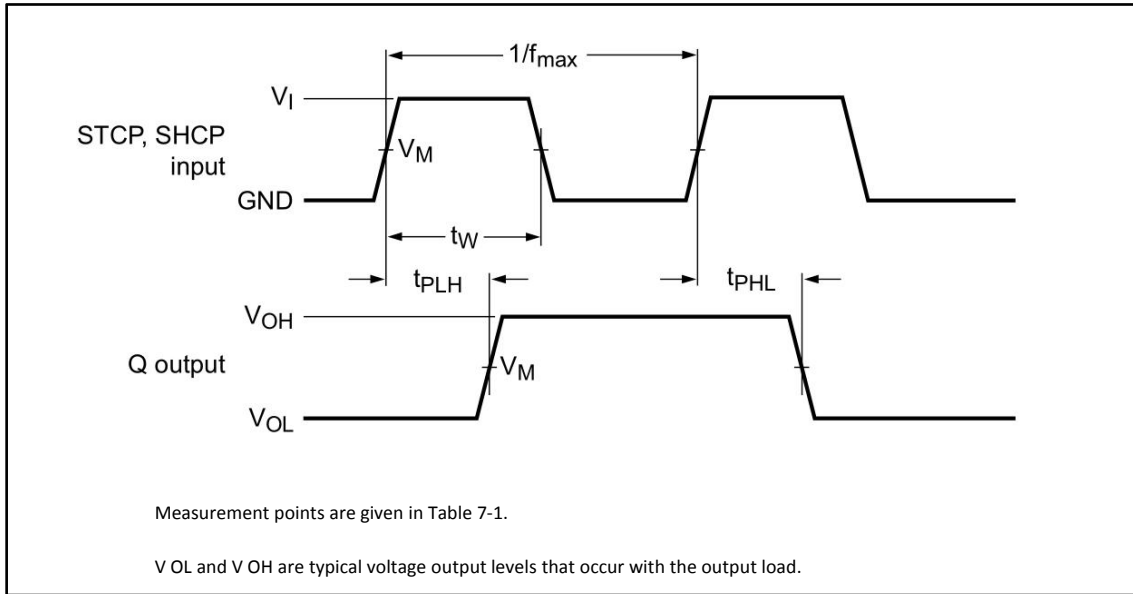 1/fmax
VI
STCP, SHCP
input
VM
GND
tW
tPLH
tPHL
VOH
Q output
VM
VOL
Measurement points are given in Table 7-1.
V OL and V OH are typical voltage output levels that occur with the output load.